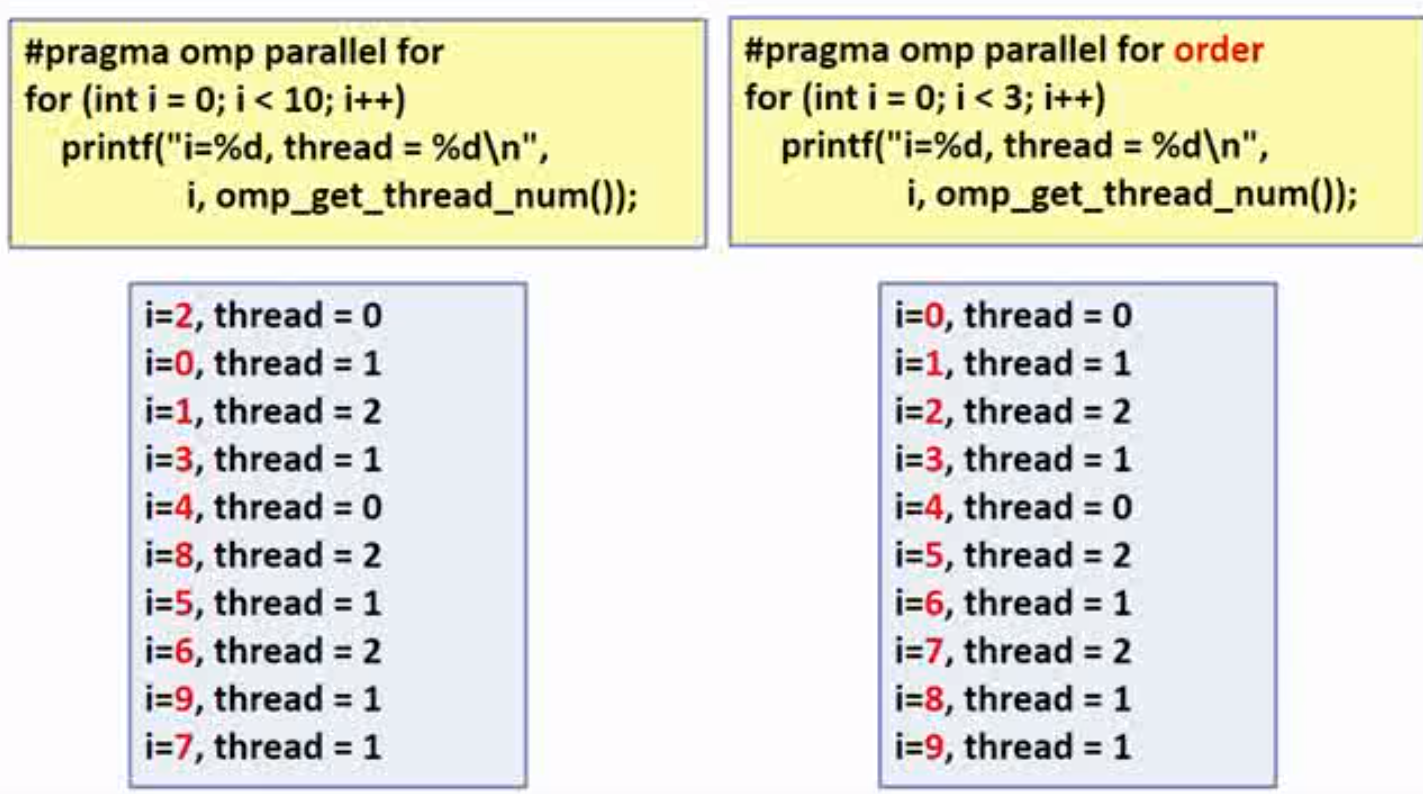 #pragma omp parallel for
for (int i = 0; i < 10; i++)
printf("i=%d, thread = %d\n",
i, omp_get_thread_num());
#pragma omp parallel for order
for (int i = 0; i < 3; i++)
printf("i=%d, thread = %d\n",
i, omp_get_thread_num());
i=2, thread = 0
i=0, thread = 1
i=1, thread = 2
i=3, thread = 1
i=4, thread = 0
i=8, thread = 2
i=5, thread = 1
i=6, thread = 2
i=9, thread = 1
i=7, thread = 1
i=0, thread = 0
i=1, thread = 1
i=2, thread = 2
i=3, thread = 1
i=4, thread = 0
i=5, thread = 2
i=6, thread = 1
i=7, thread = 2
i=8, thread = 1
i=9, thread = 1